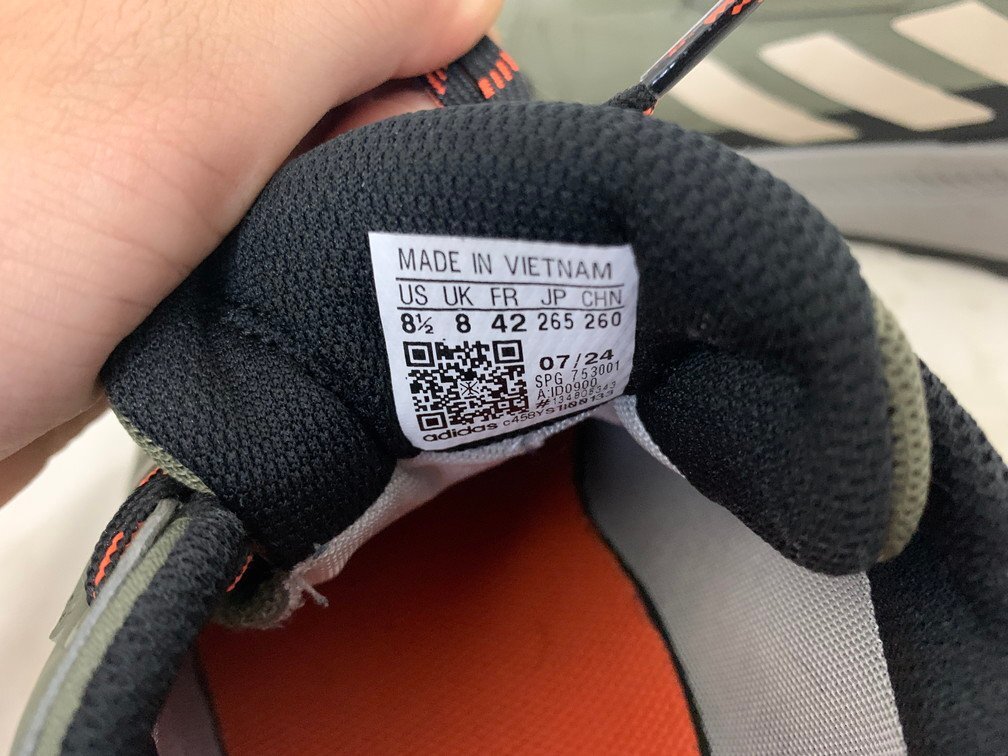 MADE IN VIETNAM
US UK FR JP CHN
8½ 8 42 265 260
07/24
SPG 753001
A:ID0900
adidas